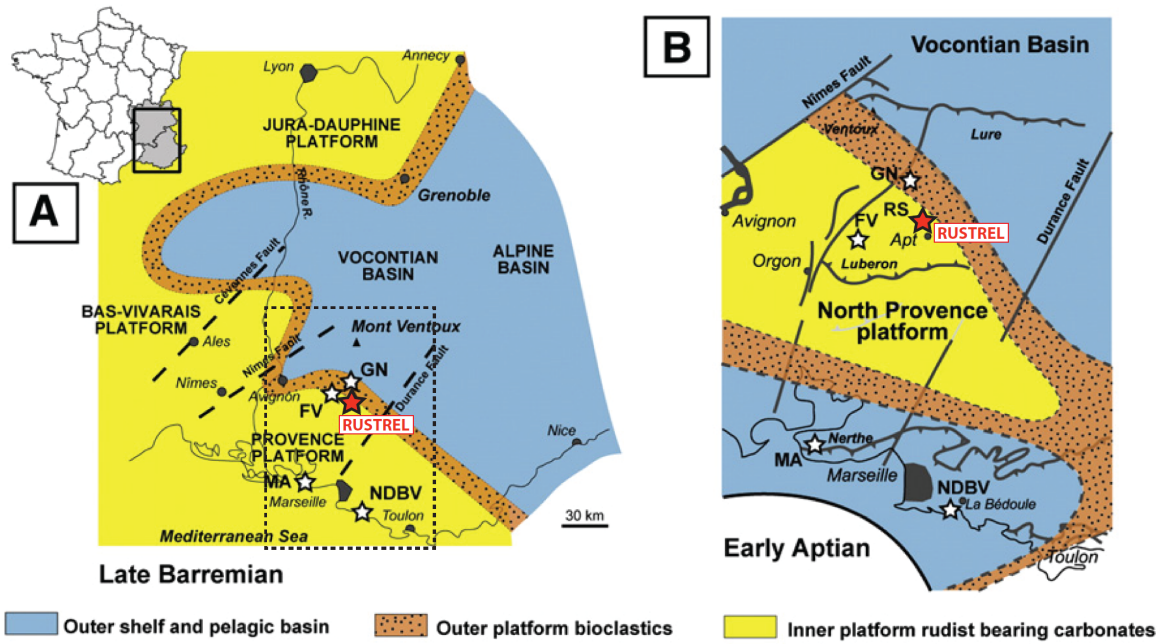 A
Annecy
Lyon
JURA-DAUPHINE
PLATFORM
Rhône R.
Grenoble
Cévennes Fault
VOCONTIAN
BASIN
ALPINE
BASIN
BAS-VIVARAIS
PLATFORM
Ales
Mont Ventoux
Nîmes Fault
Nîmes
Avignon
GN
Durance Fault
FV
RUSTREL
PROVENCE
PLATFORM
Nice
MA
Marseille
NDBV
Toulon
30 km
Mediterranean Sea
Late Barremian
B
Vocontian Basin
Nîmes Fault
Ventoux
Lure
GN
Durance Fault
Avignon
RS
FV
Apt
RUSTREL
Orgon
Luberon
North Provence
platform
Nerthe
MA
Marseille
NDBV
La Bédoule
Early Aptian
Toulon
Outer shelf and pelagic basin
Outer platform bioclastics
Inner platform rudist bearing carbonates